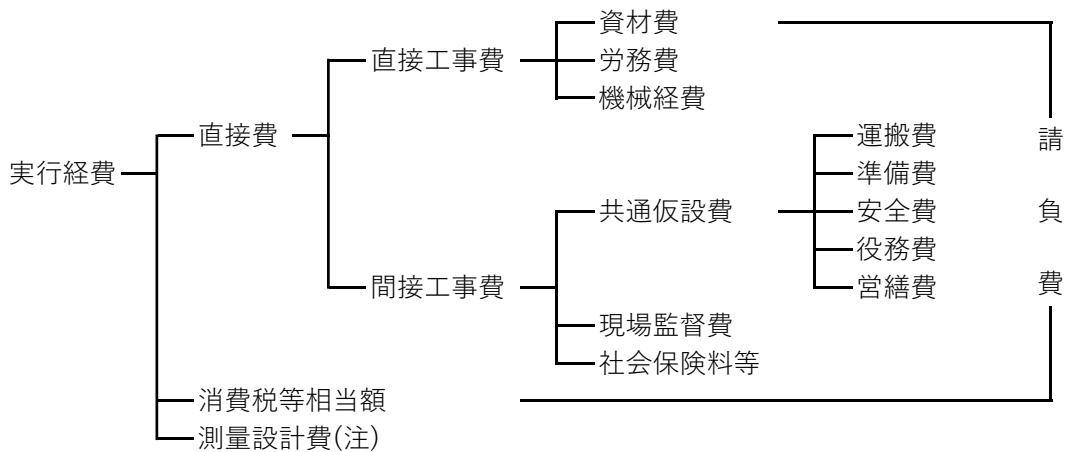 資材費
直接工事費
労務費
機械経費
直接費
運搬費
請負費
実行経費
準備費
共通仮設費
安全費
役務費
間接工事費
営繕費
現場監督費
社会保険料等
消費税等相当額
測量設計費(注)